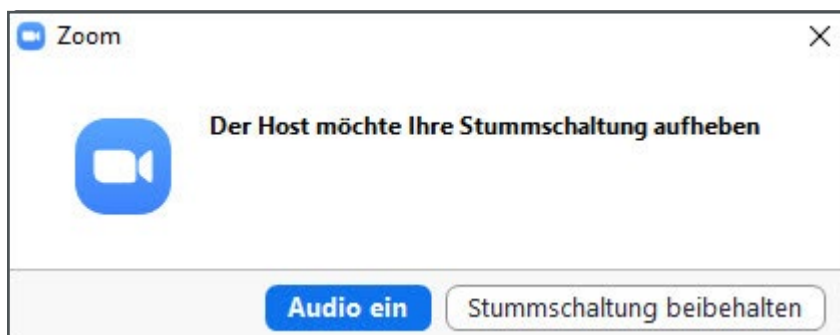 Zoom
Der Host möchte Ihre Stummschaltung aufheben
Audio ein
Stummschaltung beibehalten